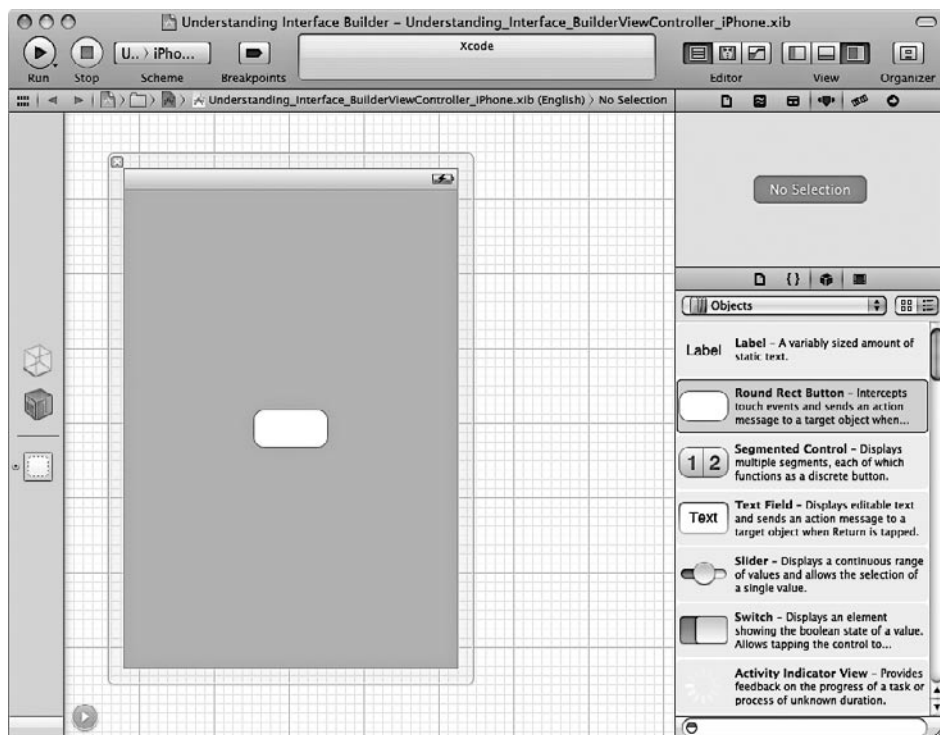 Understanding Interface Builder – Understanding_Interface_BuilderViewController_iPhone.xib
Xcode
U.. › iPho...
Run
Stop
Scheme
Breakpoints
Editor
View
Organizer
Understanding_Interface_BuilderViewController_iPhone.xib (English) › No Selection
No Selection
{}
Objects
Label
Label – A variably sized amount of
static text.
Round Rect Button – Intercepts
touch events and sends an action
message to a target object when...
1 2
Segmented Control – Displays
multiple segments, each of which
functions as a discrete button.
Text
Text Field – Displays editable text
and sends an action message to a
target object when Return is tapped.
Slider – Displays a continuous range
of values and allows the selection of
a single value.
Switch – Displays an element
showing the boolean state of a value.
Allows tapping the control to...
Activity Indicator View – Provides
feedback on the progress of a task or
process of unknown duration.